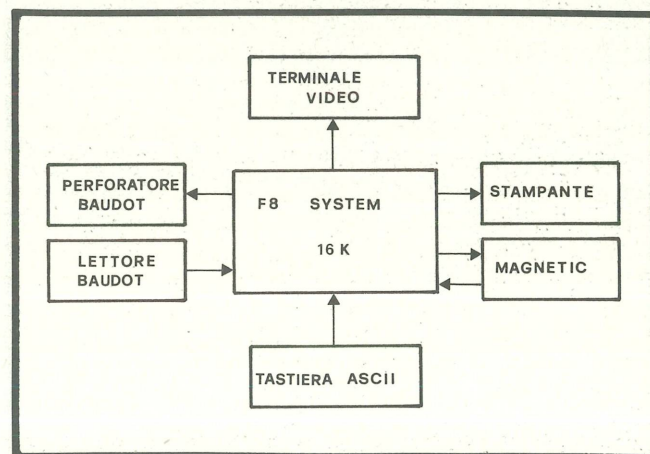 TERMINALE
VIDEO
PERFORATORE
BAUDOT
F8 SYSTEM
16 K
STAMPANTE
LETTORE
BAUDOT
MAGNETIC
TASTIERA ASCII